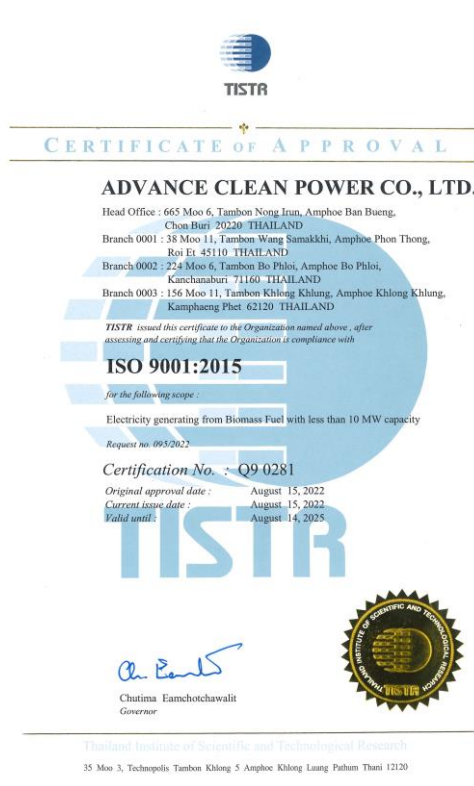 TISTR
CERTIFICATE OF APPROVAL
ADVANCE CLEAN POWER CO., LTD.
Head Office : 665 Moo 6, Tambon Nong Irun, Amphoe Ban Bueng,
Chon Buri 20220 THAILAND
Branch 0001 : 38 Moo 11, Tambon Wang Samakkhi, Amphoe Phon Thong,
Roi Et 45110 THAILAND
Branch 0002 : 224 Moo 6, Tambon Bo Phloi, Amphoe Bo Phloi,
Kanchanaburi 71160 THAILAND
Branch 0003 : 156 Moo 11, Tambon Khlong Khlung, Amphoe Khlong Khlung,
Kamphaeng Phet 62120 THAILAND
TISTR issued this certificate to the Organization named above , after
assessing and certifying that the Organization is compliance with
ISO 9001:2015
for the following scope :
Electricity generating from Biomass Fuel with less than 10 MW capacity
Request no. 095/2022
Certification No. : Q9 0281
Original approval date : August 15, 2022
Current issue date : August 15, 2022
Valid until : August 14, 2025
TISTR
THAILAND INSTITUTE OF SCIENTIFIC AND TECHNOLOGICAL RESEARCH
TISTR
Chutima Eamchotchawalit
Governor
Thailand Institute of Scientific and Technological Research
35 Moo 3, Technopolis Tambon Khlong 5 Amphoe Khlong Luang Pathum Thani 12120